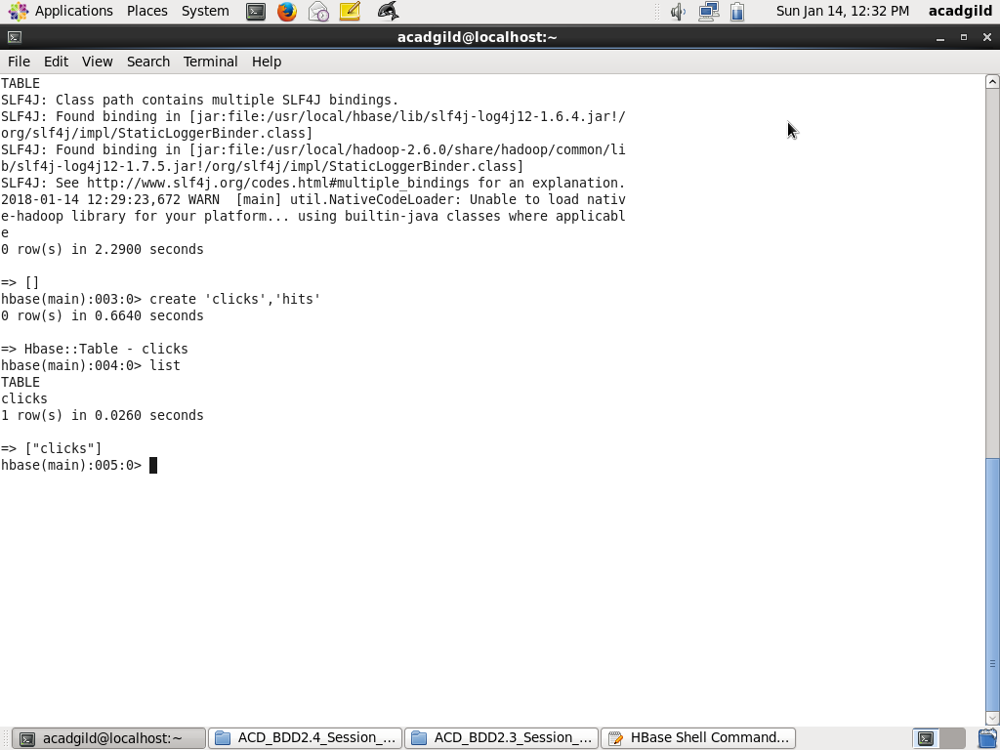 Applications Places System Sun Jan 14, 12:32 PM acadgild
acadgild@localhost:~
File Edit View Search Terminal Help
TABLE
SLF4J: Class path contains multiple SLF4J bindings.
SLF4J: Found binding in [jar:file:/usr/local/hbase/lib/slf4j-log4j12-1.6.4.jar!/
org/slf4j/impl/StaticLoggerBinder.class]
SLF4J: Found binding in [jar:file:/usr/local/hadoop-2.6.0/share/hadoop/common/li
b/slf4j-log4j12-1.7.5.jar!/org/slf4j/impl/StaticLoggerBinder.class]
SLF4J: See http://www.slf4j.org/codes.html#multiple_bindings for an explanation.
2018-01-14 12:29:23,672 WARN  [main] util.NativeCodeLoader: Unable to load nativ
e-hadoop library for your platform... using builtin-java classes where applicabl
e
0 row(s) in 2.2900 seconds
=> []
hbase(main):003:0> create 'clicks','hits'
0 row(s) in 0.6640 seconds
=> Hbase::Table - clicks
hbase(main):004:0> list
TABLE
clicks
1 row(s) in 0.0260 seconds
=> ["clicks"]
hbase(main):005:0>
acadgild@localhost:~ ACD_BDD2.4_Session_... ACD_BDD2.3_Session_... HBase Shell Command...